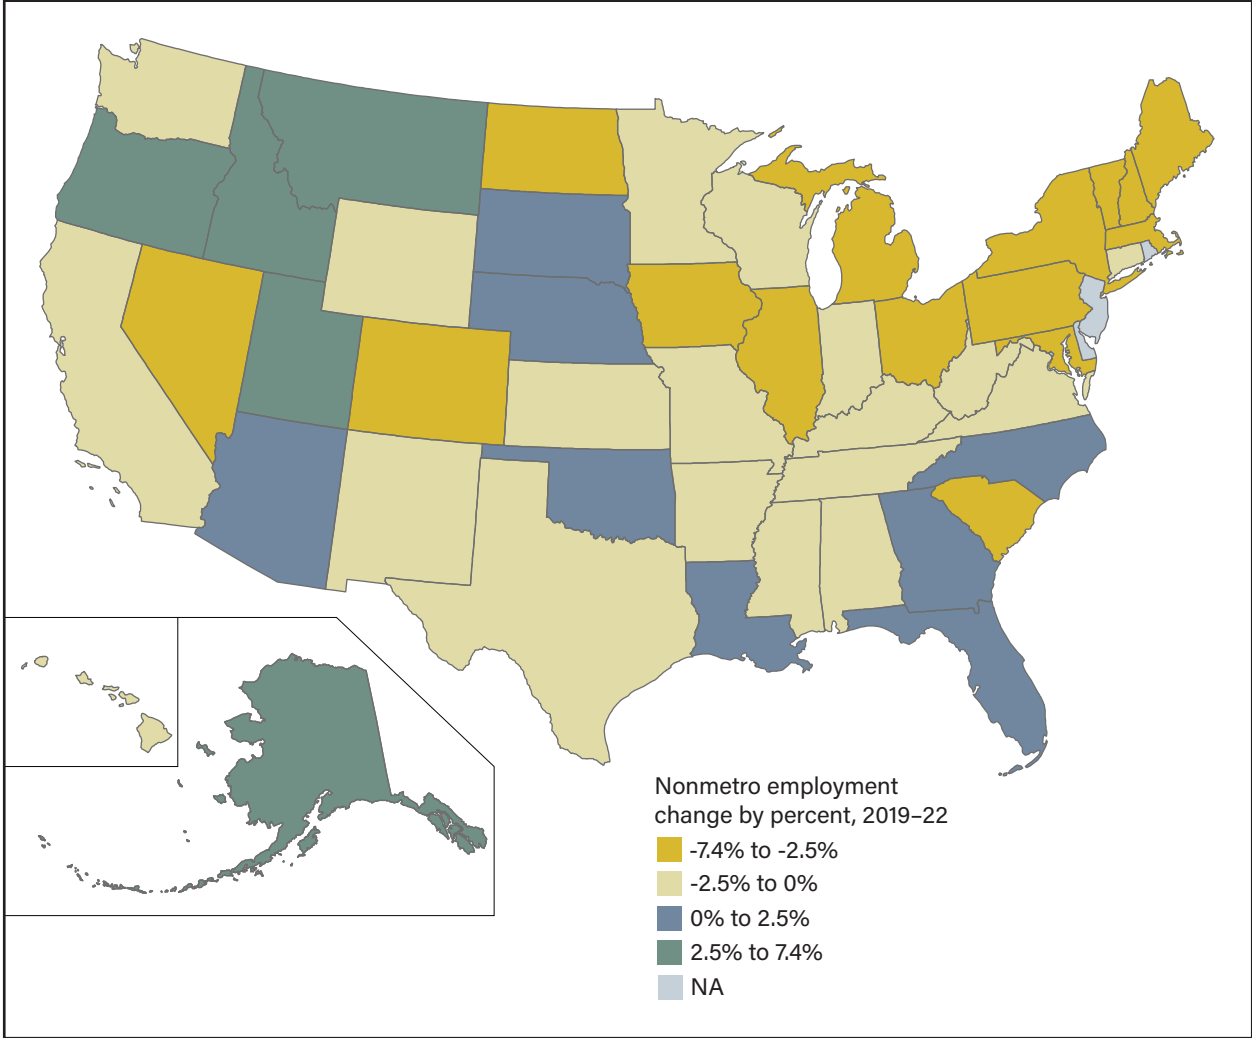 Nonmetro employment
change by percent, 2019–22
-7.4% to -2.5%
-2.5% to 0%
0% to 2.5%
2.5% to 7.4%
NA